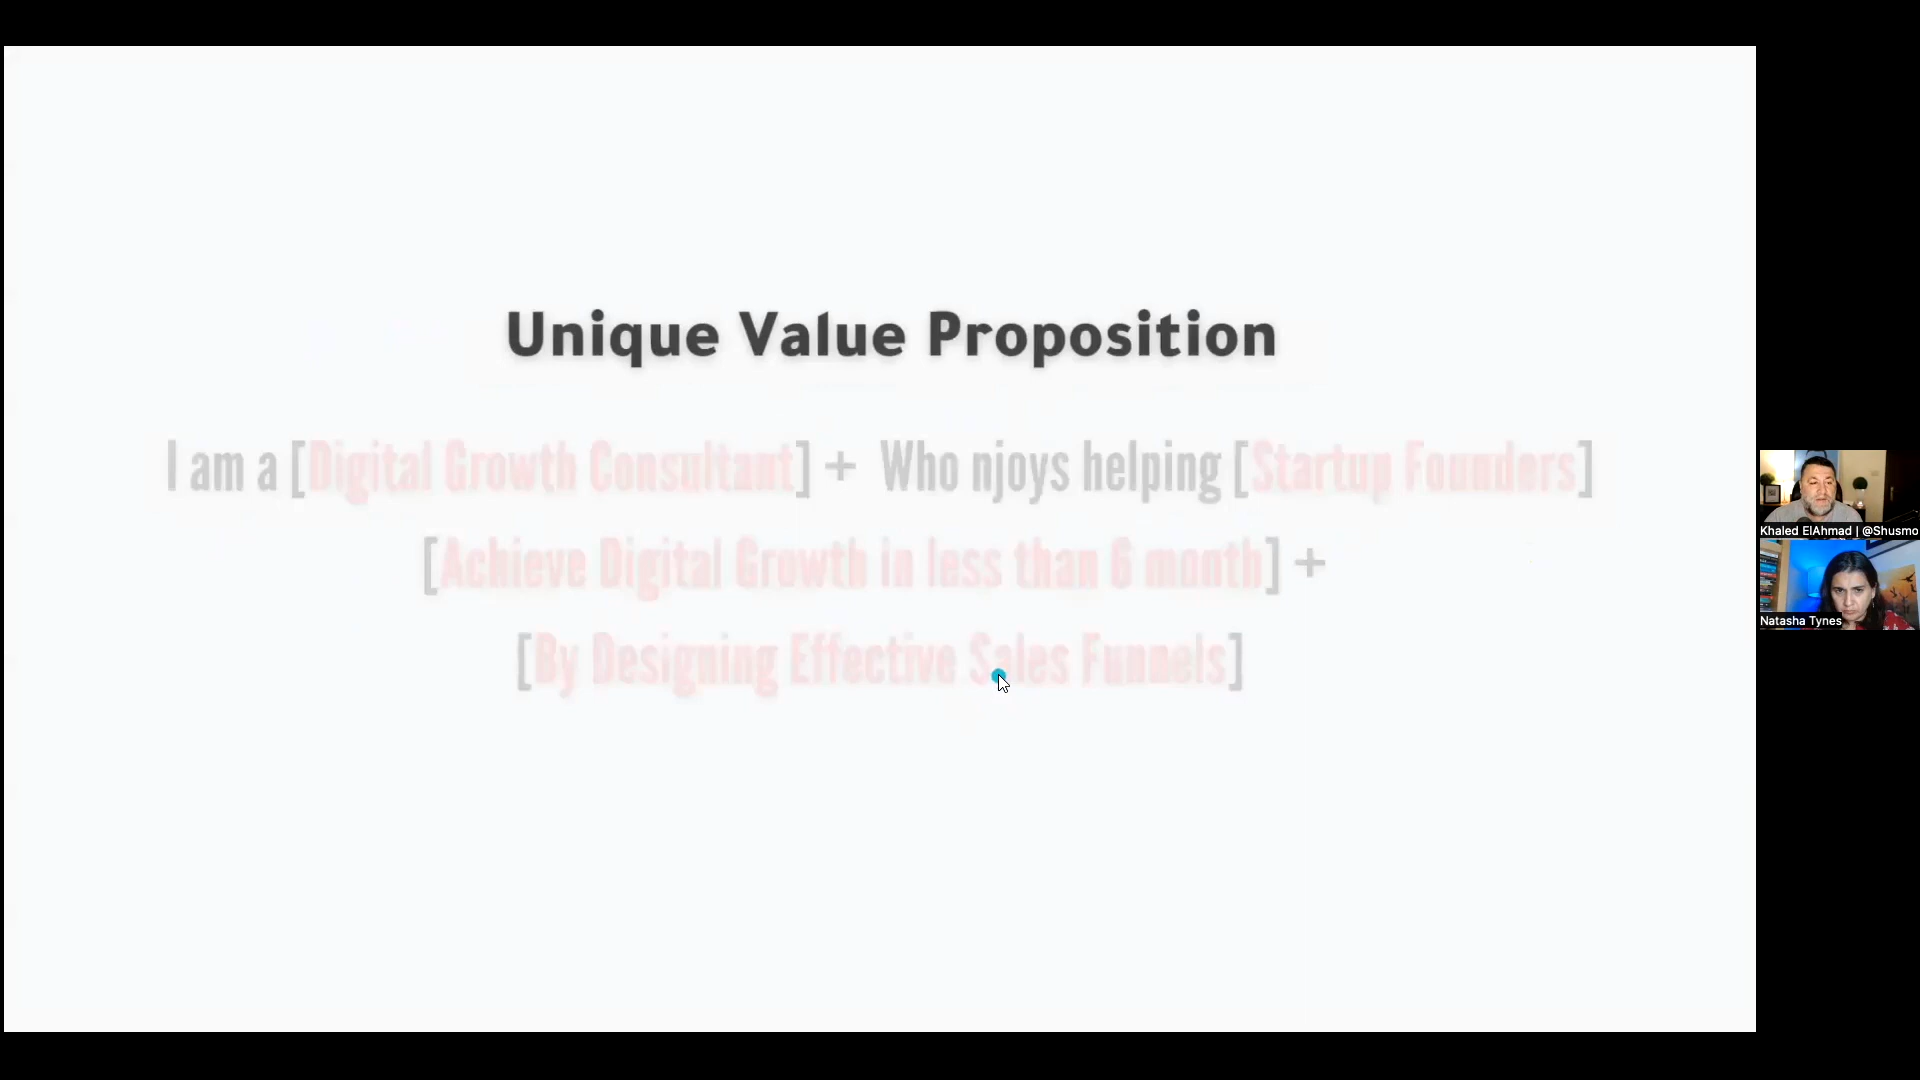 Unique Value Proposition
I am a [Digital Growth Consultant] + Who njoys helping [Startup Founders]
[Achieve Digital Growth in less than 6 month] +
[By Designing Effective Sales Funnels]
Khaled ElAhmad | @Shusmo
Natasha Tynes